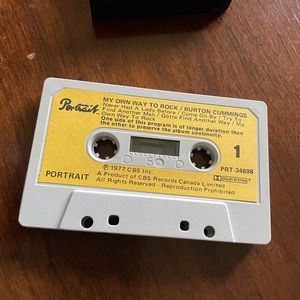 Portrait.
MY OWN WAY TO ROCK / BURTON CUMMINGS
Never Had A Lady Before / Come On By / Try To
Find Another Man / Gotta Find Another Way / My
Own Way To Rock
One side of this program is of longer duration than
the other to preserve the album continuity.
1
℗ 1977 CBS Inc.
PRT-34698
PORTRAIT
A Product of CBS Records Canada Limited
DOLBY SYSTEM
All Rights Reserved - Reproduction Prohibited